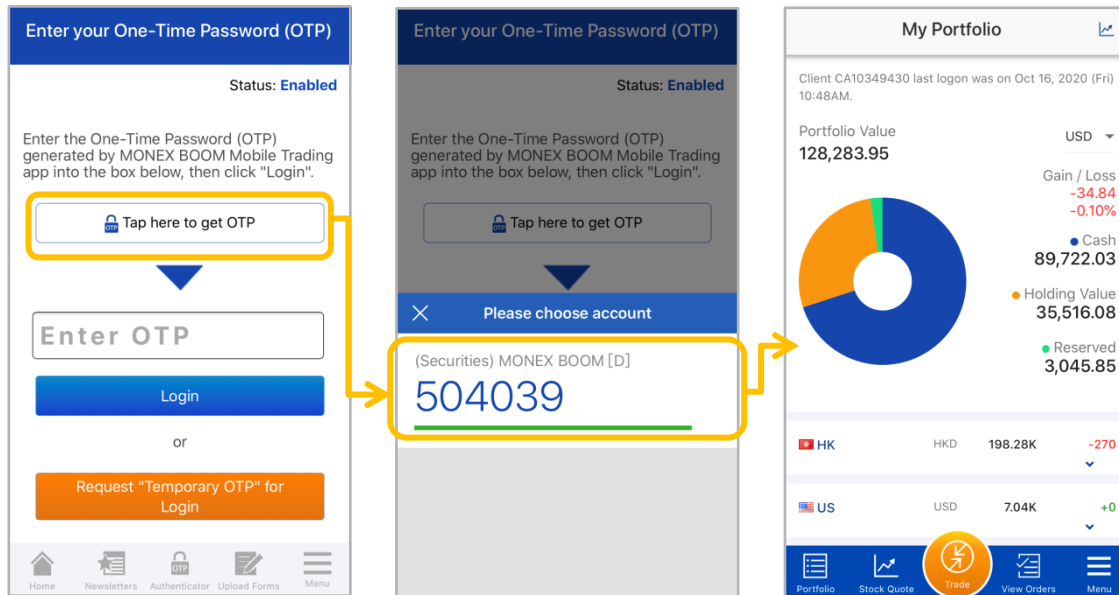 Enter your One-Time Password (OTP)
Status: Enabled
Enter the One-Time Password (OTP)
generated by MONEX BOOM Mobile Trading
app into the box below, then click "Login".
OTP
Tap here to get OTP
Enter OTP
Login
or
Request "Temporary OTP" for
Login
Home
Newsletters
OTP
Authenticator
Upload Forms
Menu
Enter your One-Time Password (OTP)
Status: Enabled
Enter the One-Time Password (OTP)
generated by MONEX BOOM Mobile Trading
app into the box below, then click "Login".
OTP
Tap here to get OTP
Please choose account
(Securities) MONEX BOOM [D]
504039
My Portfolio
Client CA10349430 last logon was on Oct 16, 2020 (Fri)
10:48AM.
Portfolio Value
128,283.95
USD
Gain / Loss
-34.84
-0.10%
Cash
89,722.03
Holding Value
35,516.08
Reserved
3,045.85
HK HKD 198.28K -270
US USD 7.04K +0
Portfolio
Stock Quote
Trade
View Orders
Menu